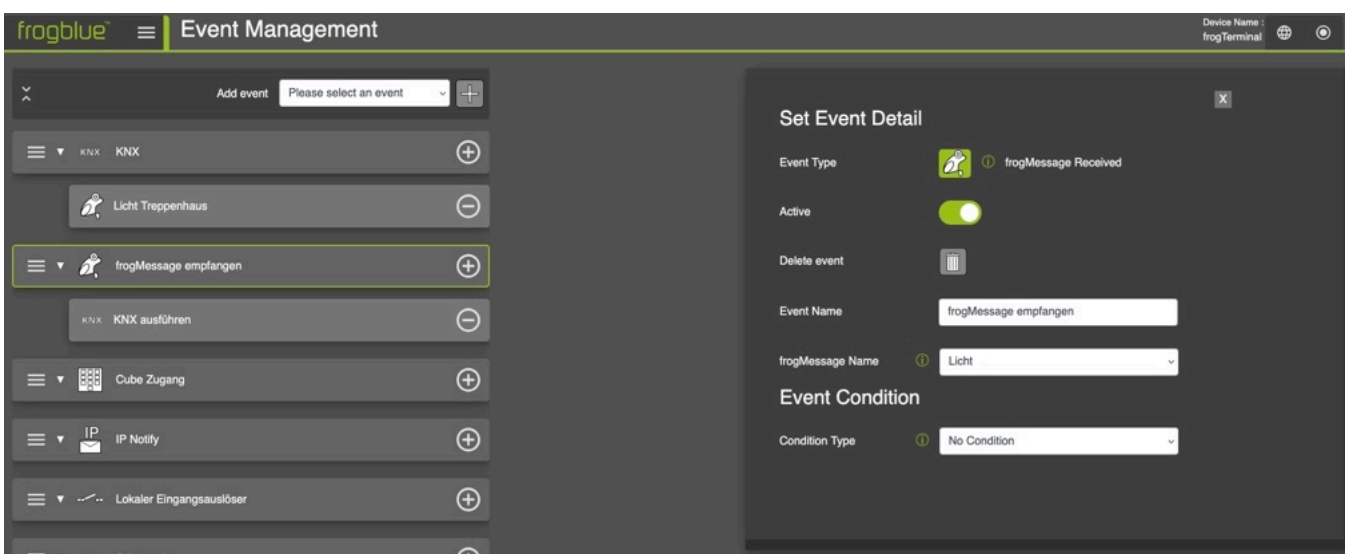 frogblue™
Event Management
Device Name :
frogTerminal
Add event
Please select an event
KNX KNX
Licht Treppenhaus
frogMessage empfangen
KNX KNX ausführen
Cube Zugang
IP IP Notify
Lokaler Eingangsauslöser
X
Set Event Detail
Event Type frogMessage Received
Active
Delete event
Event Name frogMessage empfangen
frogMessage Name Licht
Event Condition
Condition Type No Condition